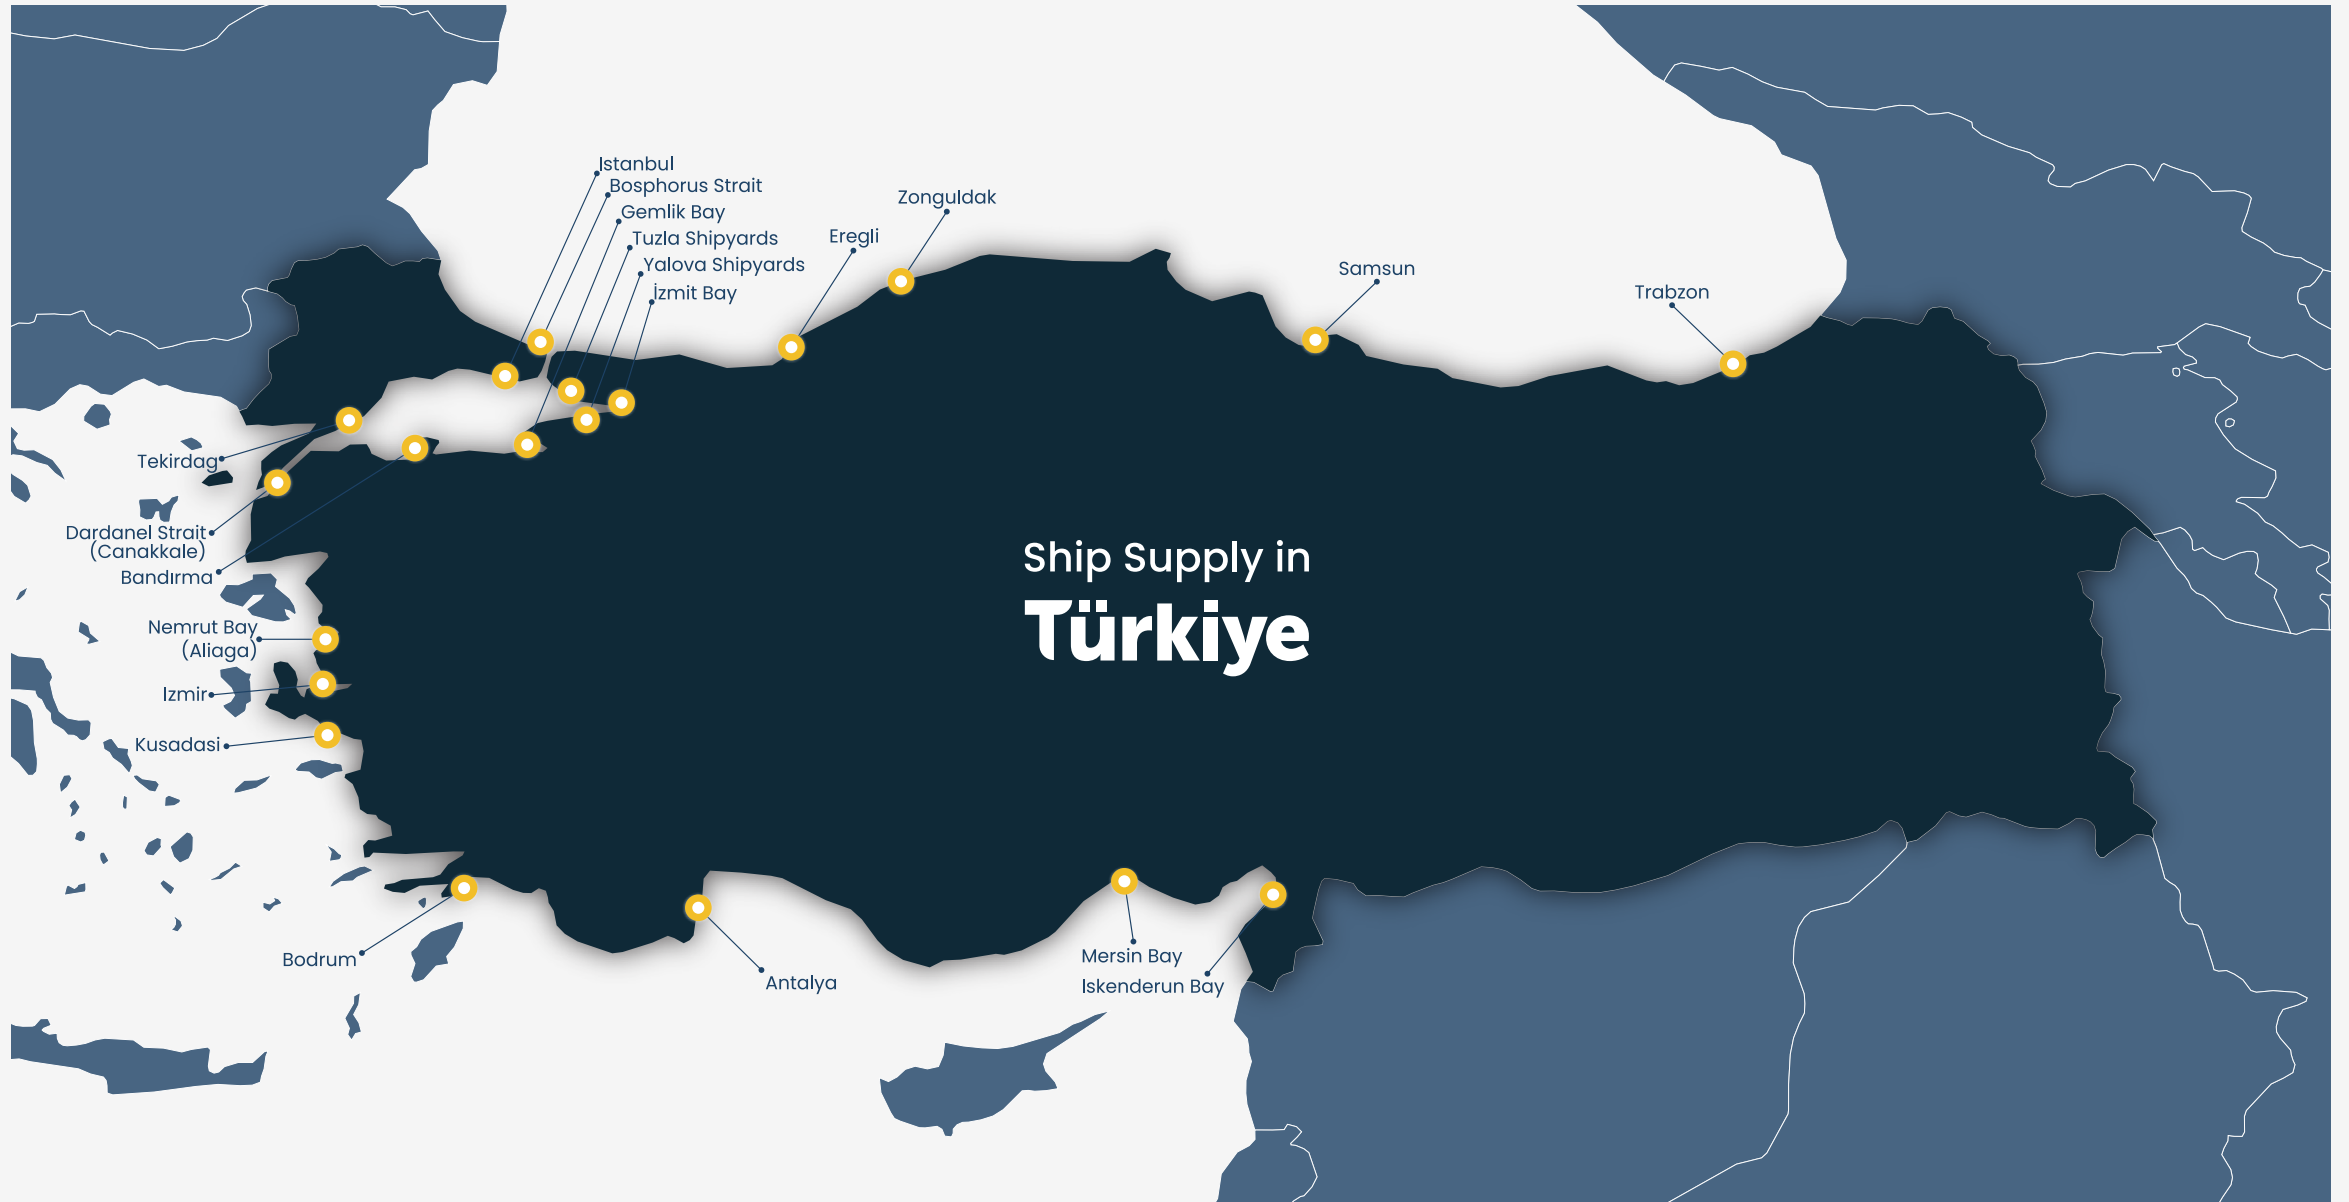 Istanbul
Bosphorus Strait
Gemlik Bay
Tuzla Shipyards
Yalova Shipyards
İzmit Bay
Zonguldak
Eregli
Samsun
Trabzon
Tekirdag
Dardanel Strait
(Canakkale)
Bandırma
Nemrut Bay
(Aliaga)
Izmir
Kusadasi
Bodrum
Antalya
Mersin Bay
Iskenderun Bay
Ship Supply in
Türkiye